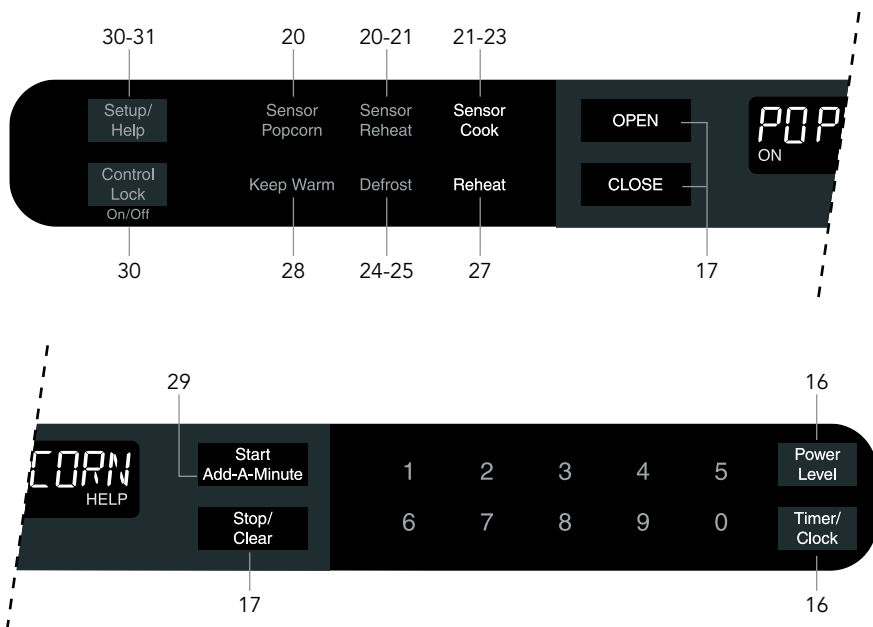 30-31 20 20-21 21-23
Setup/ Sensor Sensor Sensor
Help Popcorn Reheat Cook
OPEN
POP
ON
Control
Lock
On/Off
Keep Warm Defrost Reheat
CLOSE
30 28 24-25 27 17
29 16
CORN
HELP
Start
Add-A-Minute
1 2 3 4 5
Power
Level
Stop/
Clear
6 7 8 9 0
Timer/
Clock
17 16